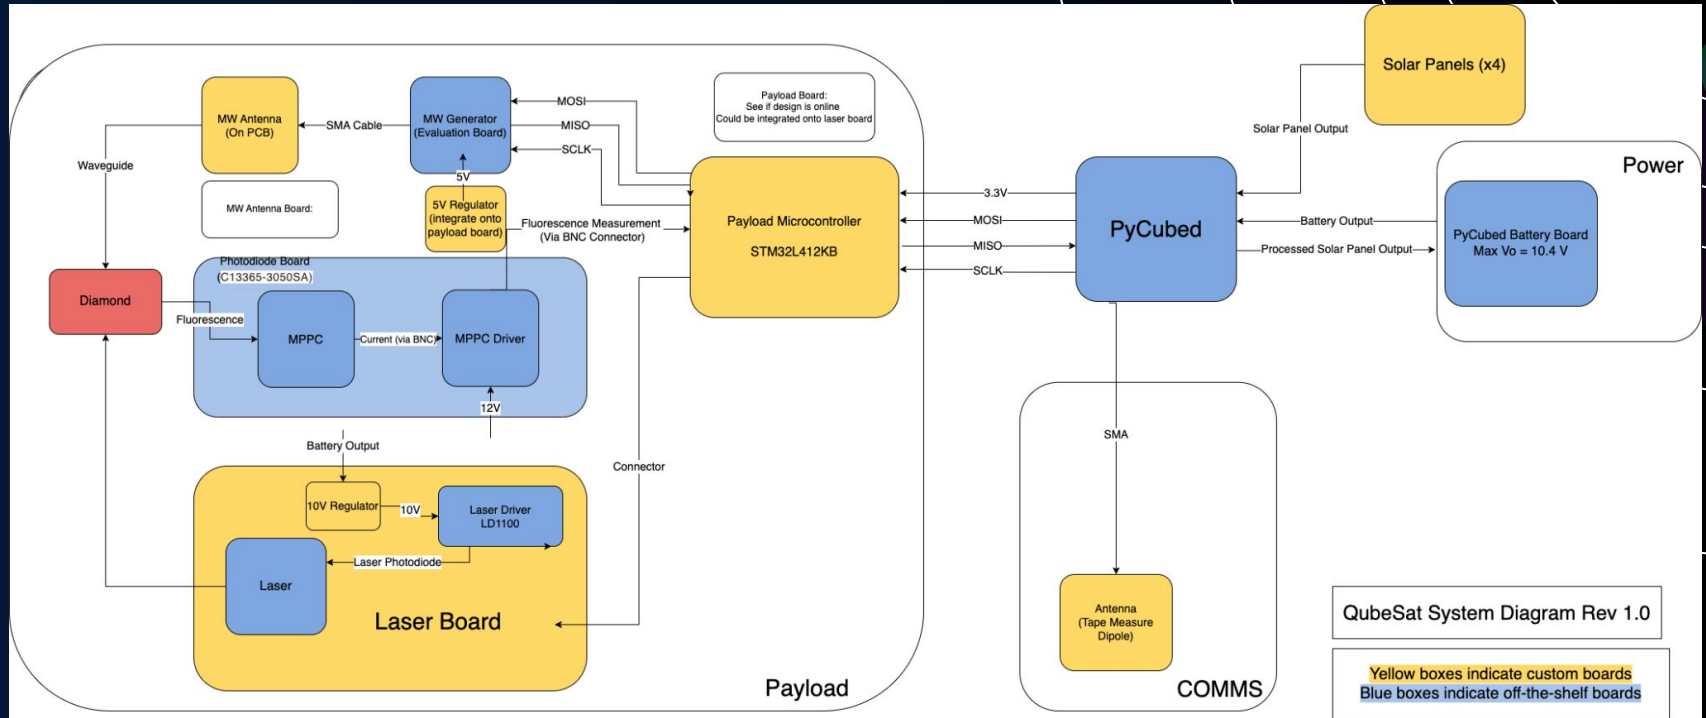 Solar Panels (x4)
Solar Panel Output
Power
PyCubed Battery Board
Max Vo = 10.4 V
Battery Output
Processed Solar Panel Output
PyCubed
3.3V
MOSI
MISO
SCLK
Payload Board:
See if design is online
Could be integrated onto laser board
Payload Microcontroller
STM32L412KB
MW Antenna
(On PCB)
SMA Cable
MW Generator
(Evaluation Board)
MOSI
MISO
SCLK
Waveguide
MW Antenna Board:
5V
5V Regulator
(integrate onto
payload board)
Fluorescence Measurement
(Via BNC Connector)
Photodiode Board
(C13365-3050SA)
Diamond
Fluorescence
MPPC
Current (via BNC)
MPPC Driver
12V
Battery Output
10V Regulator
10V
Laser Driver
LD1100
Laser Photodiode
Laser
Laser Board
Connector
Payload
SMA
Antenna
(Tape Measure
Dipole)
COMMS
QubeSat System Diagram Rev 1.0
Yellow boxes indicate custom boards
Blue boxes indicate off-the-shelf boards